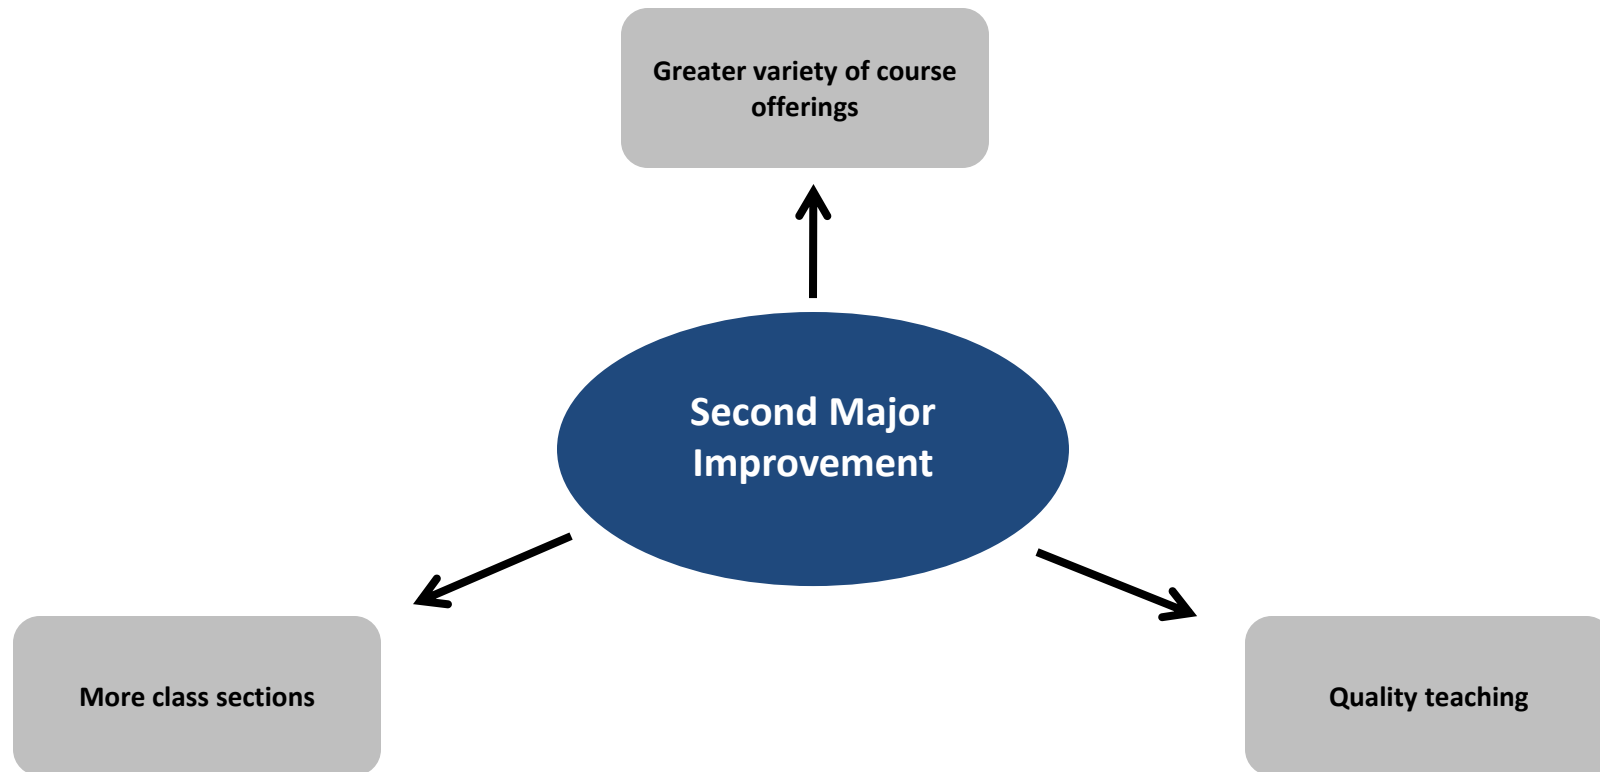 Greater variety of course
offerings
Second Major
Improvement
More class sections
Quality teaching